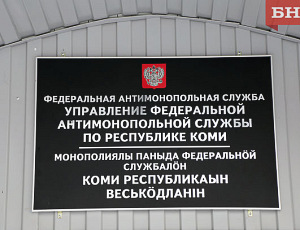 БН
ФЕДЕРАЛЬНАЯ АНТИМОНОПОЛЬНАЯ СЛУЖБА
УПРАВЛЕНИЕ ФЕДЕРАЛЬНОЙ
АНТИМОНОПОЛЬНОЙ СЛУЖБЫ
ПО РЕСПУБЛИКЕ КОМИ
МОНОПОЛИЯЛЫ ПАНЫДА ФЕДЕРАЛЬНӦЙ
СЛУЖБАЛӦН
КОМИ РЕСПУБЛИКАЫН
ВЕСЬКӦДЛАНІН